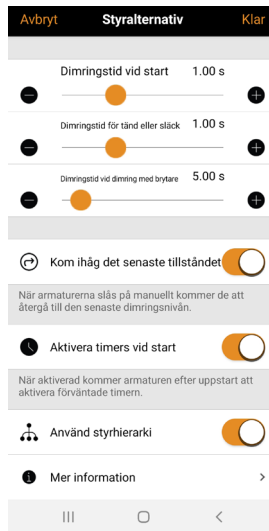 Avbryt Styralternativ Klar
Dimringstid vid start 1.00 s
Dimringstid för tänd eller släck 1.00 s
Dimringstid vid dimring med brytare 5.00 s
Kom ihåg det senaste tillståndet
När armaturerna slås på manuellt kommer de att
återgå till den senaste dimringsnivån.
Aktivera timers vid start
När aktiverad kommer armaturen efter uppstart att
aktivera förväntade timern.
Använd styrhierarki
Mer information